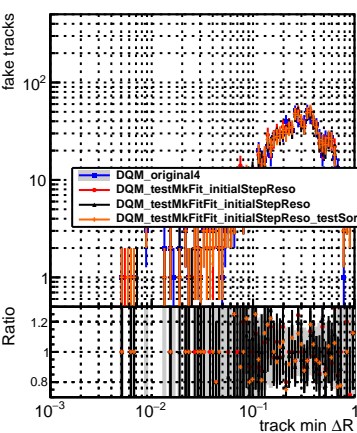 fake tracks
10²
10
1
DQM_original4
DQM_testMkFit_initialStepReso
DQM_testMkFitFit_initialStepReso
DQM_testMkFitFit_initialStepReso_testSor
Ratio
1.2
1
0.8
10⁻³ 10⁻² 10⁻¹ 1
track min ΔR